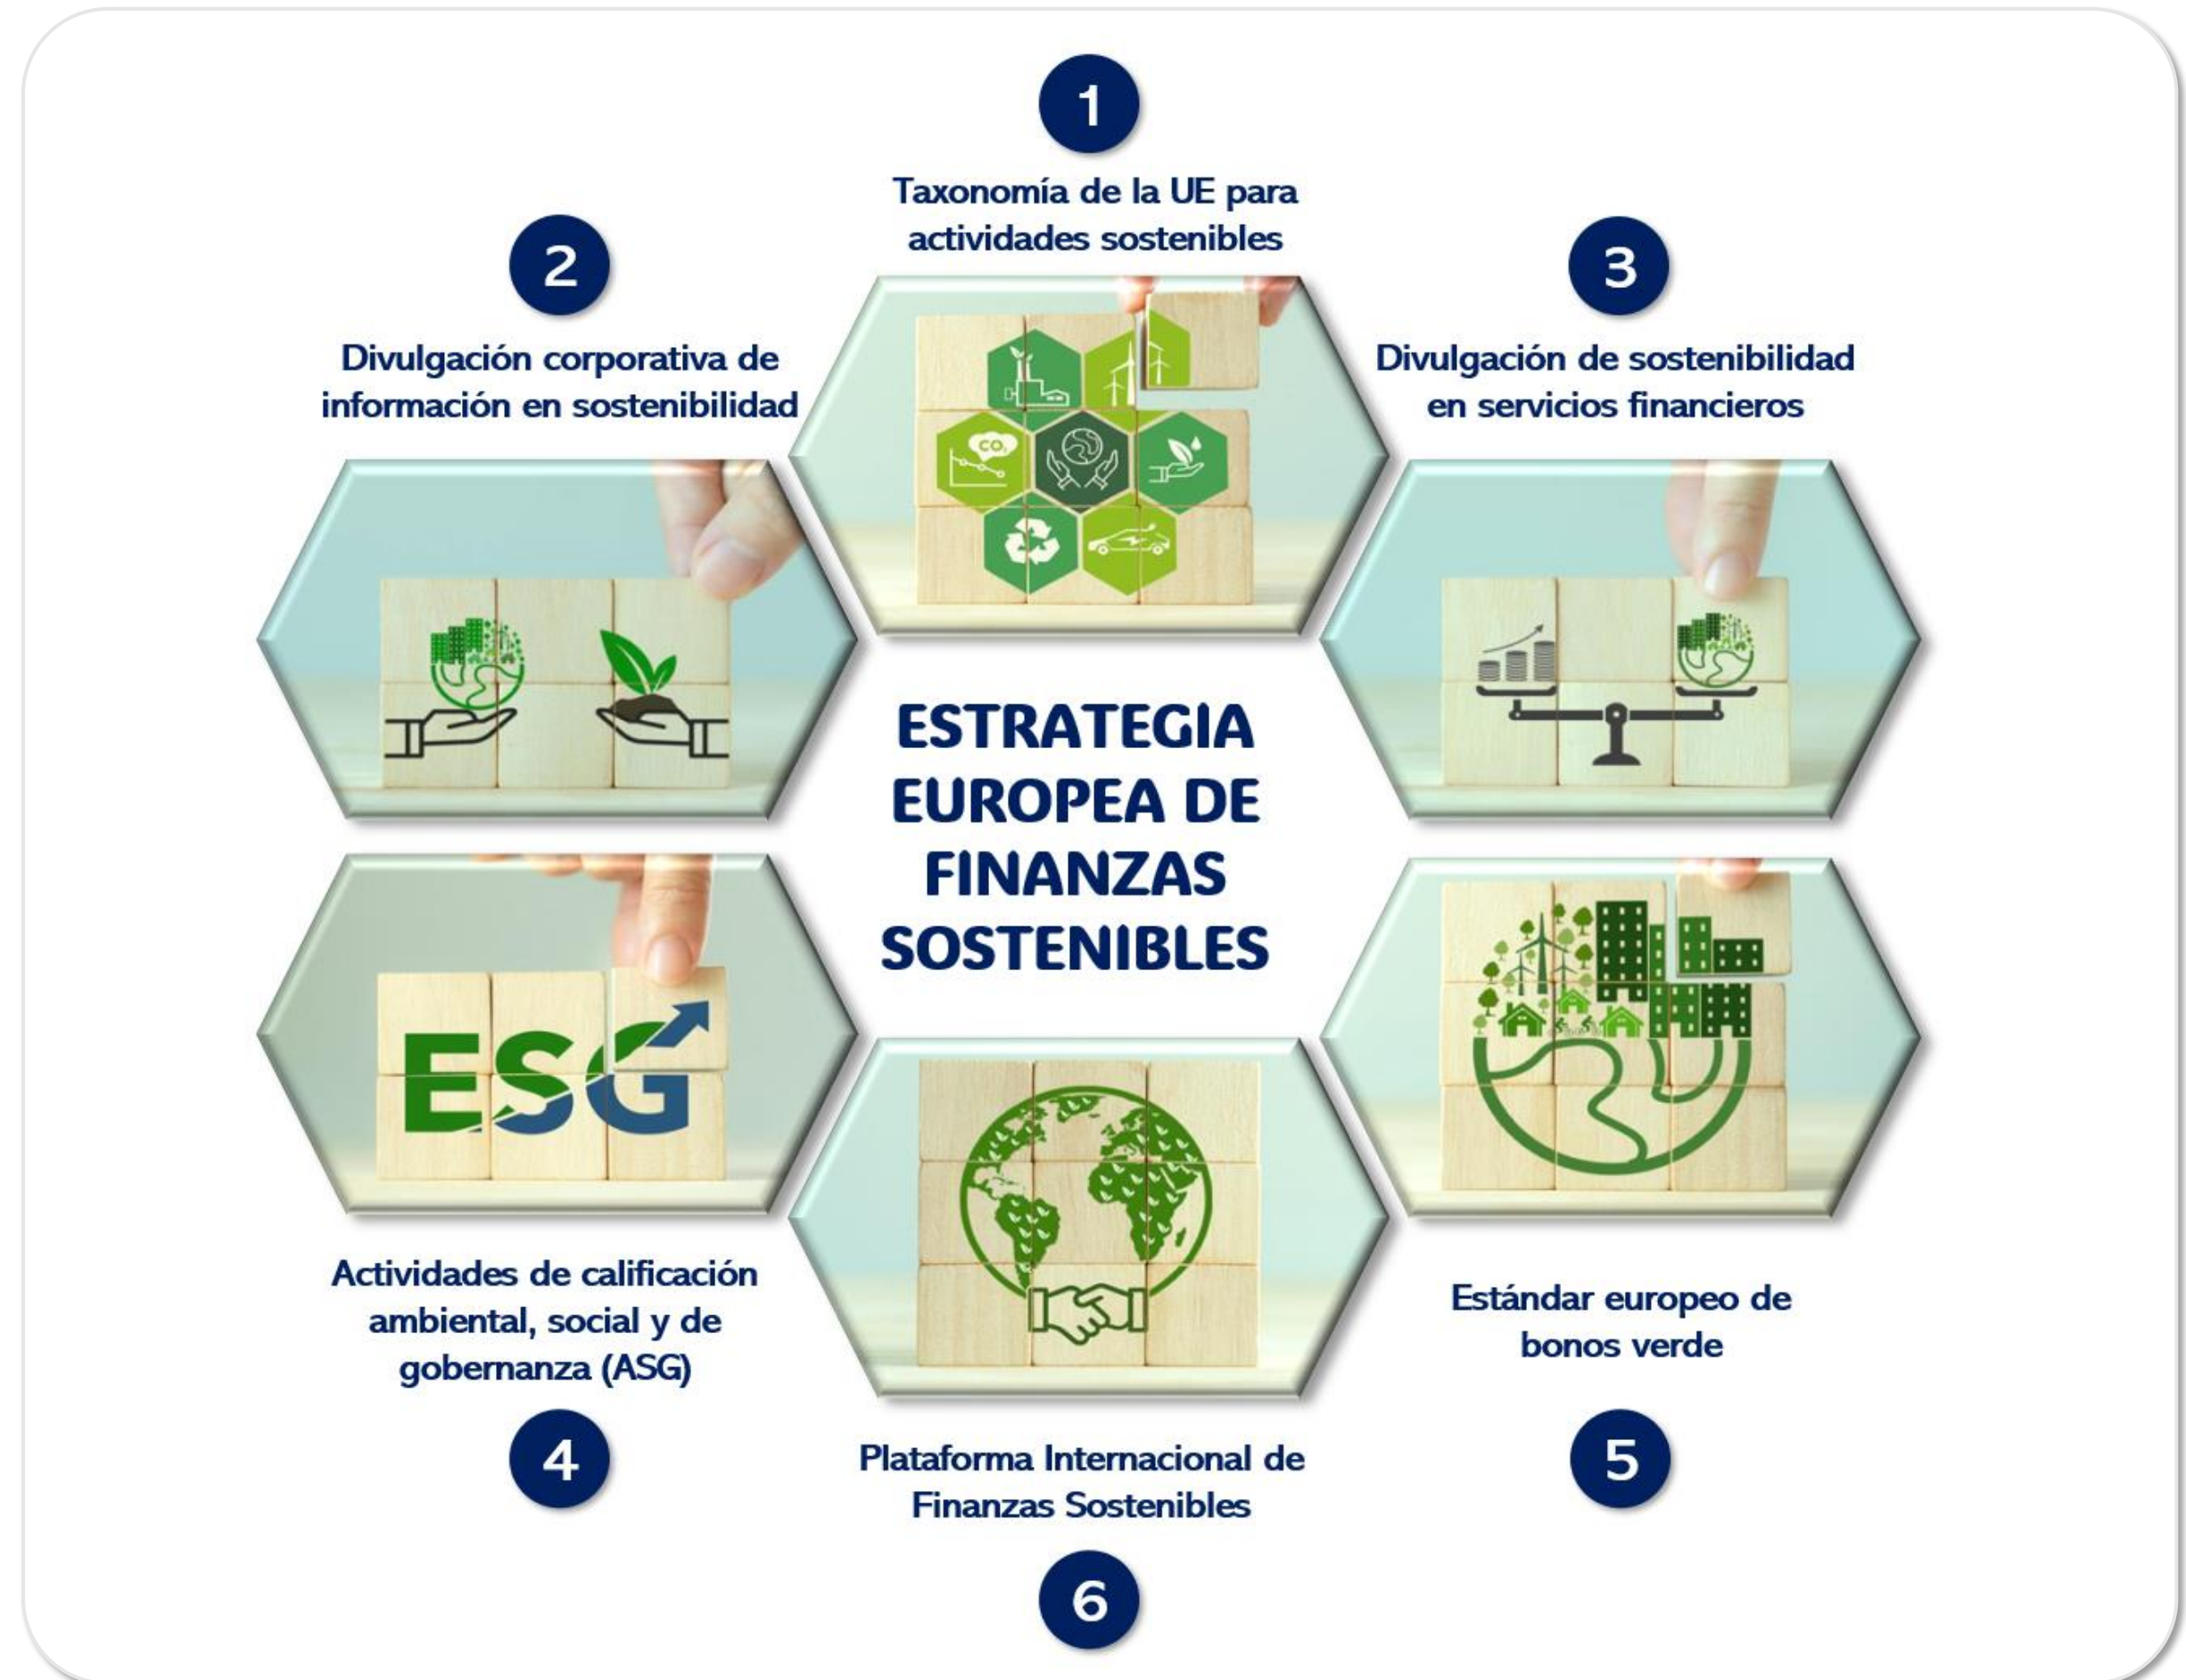 1
Taxonomía de la UE para
actividades sostenibles
2
Divulgación corporativa de
información en sostenibilidad
3
Divulgación de sostenibilidad
en servicios financieros
CO₂
ESTRATEGIA
EUROPEA DE
FINANZAS
SOSTENIBLES
ESG
Actividades de calificación
ambiental, social y de
gobernanza (ASG)
4
Estándar europeo de
bonos verde
5
Plataforma Internacional de
Finanzas Sostenibles
6